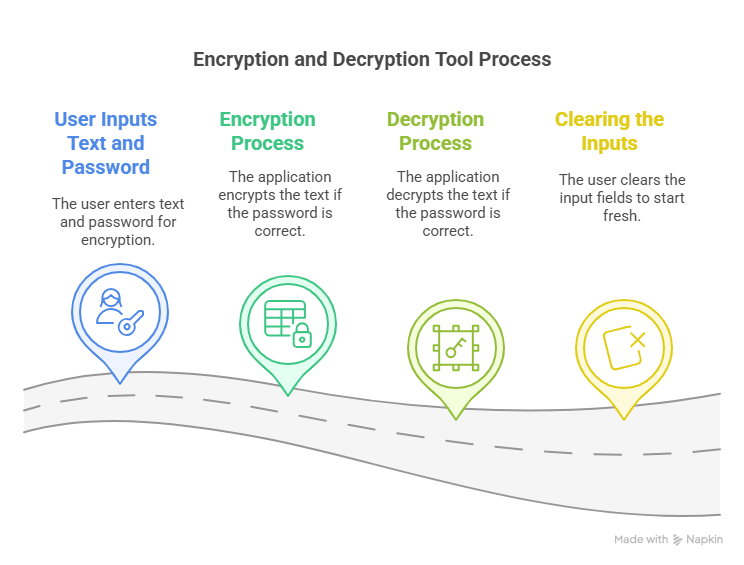 Encryption and Decryption Tool Process
User Inputs
Text and
Password
The user enters text
and password for
encryption.
Encryption
Process
The application
encrypts the text if
the password is
correct.
Decryption
Process
The application
decrypts the text if
the password is
correct.
Clearing the
Inputs
The user clears the
input fields to start
fresh.
Made with Napkin